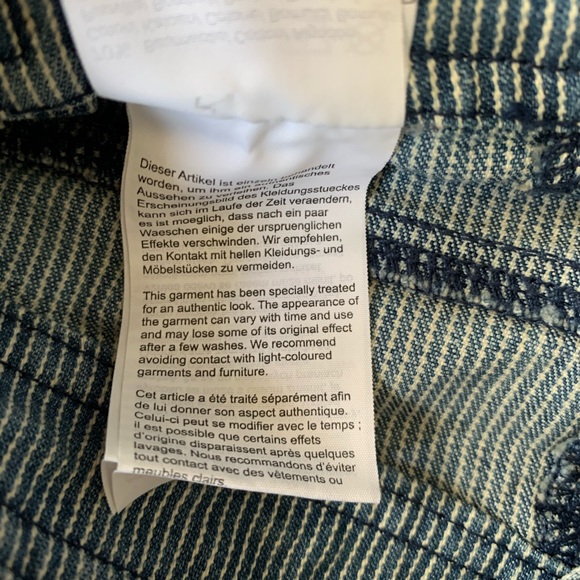 Dieser Artikel ist einzeln behandelt
worden, um ihm ein authentisches
Aussehen zu geben. Das
Erscheinungsbild des Kleidungsstueckes
kann sich im Laufe der Zeit veraendern,
es ist moeglich, dass nach ein paar
Waeschen einige der urspruenglichen
Effekte verschwinden. Wir empfehlen,
den Kontakt mit hellen Kleidungs- und
Möbelstücken zu vermeiden.
This garment has been specially treated
for an authentic look. The appearance of
the garment can vary with time and use
and may lose some of its original effect
after a few washes. We recommend
avoiding contact with light-coloured
garments and furniture.
Cet article a été traité séparément afin
de lui donner son aspect authentique.
Celui-ci peut se modifier avec le temps ;
il est possible que certains effets
d'origine disparaissent après quelques
lavages. Nous recommandons d'éviter
tout contact avec des vêtements ou
meubles clairs.